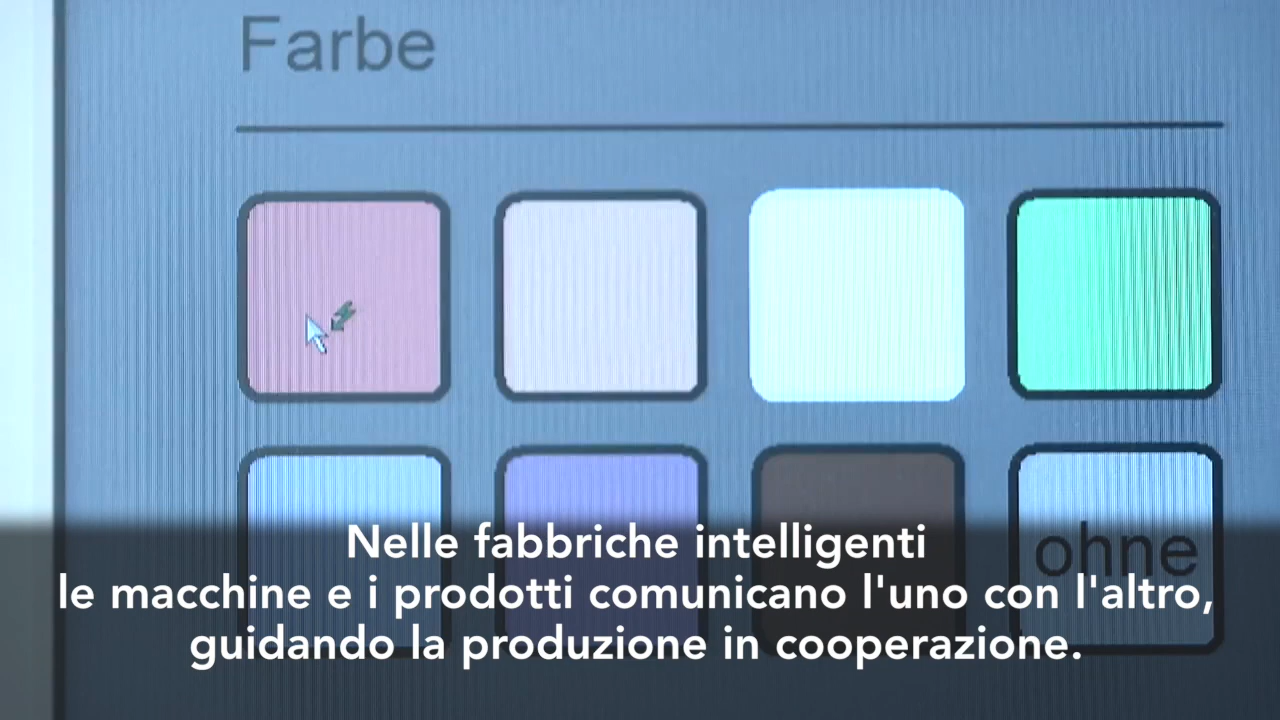 Farbe
ohne
Nelle fabbriche intelligenti
le macchine e i prodotti comunicano l'uno con l'altro,
guidando la produzione in cooperazione.